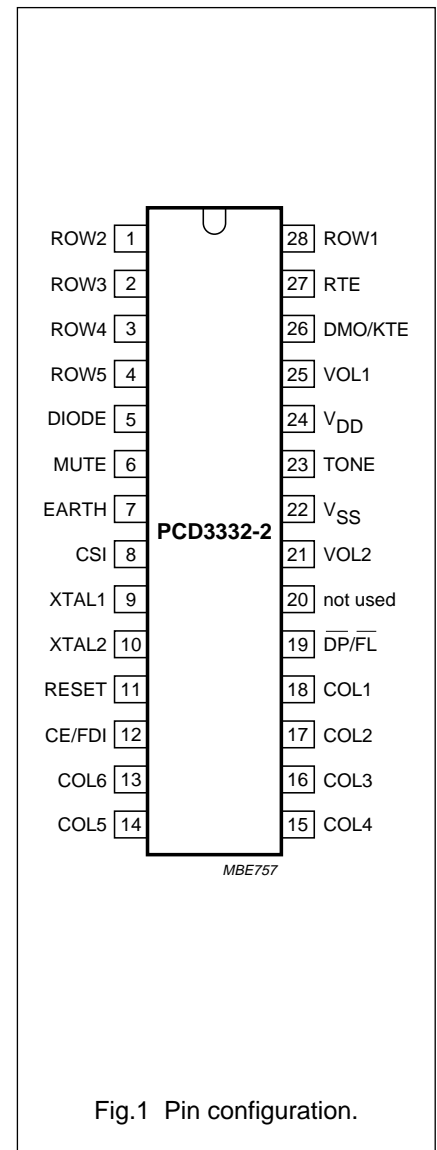 ROW2 1
ROW3 2
ROW4 3
ROW5 4
DIODE 5
MUTE 6
EARTH 7
CSI 8
XTAL1 9
XTAL2 10
RESET 11
CE/FDI 12
COL6 13
COL5 14
PCD3332-2
28 ROW1
27 RTE
26 DMO/KTE
25 VOL1
24 VDD
23 TONE
22 VSS
21 VOL2
20 not used
19 D̅P̅/F̅L̅
18 COL1
17 COL2
16 COL3
15 COL4
MBE757
Fig.1 Pin configuration.